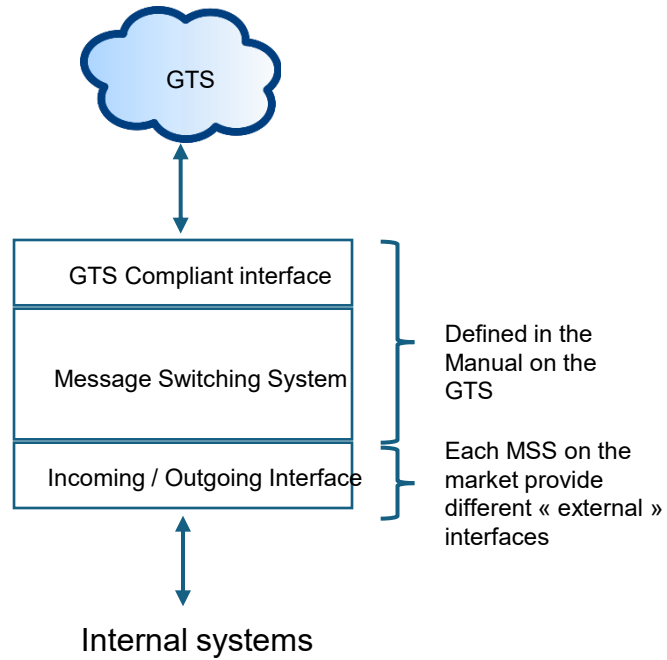 GTS
GTS Compliant interface
Message Switching System
Incoming / Outgoing Interface
Defined in the
Manual on the
GTS
Each MSS on the
market provide
different « external »
interfaces
Internal systems